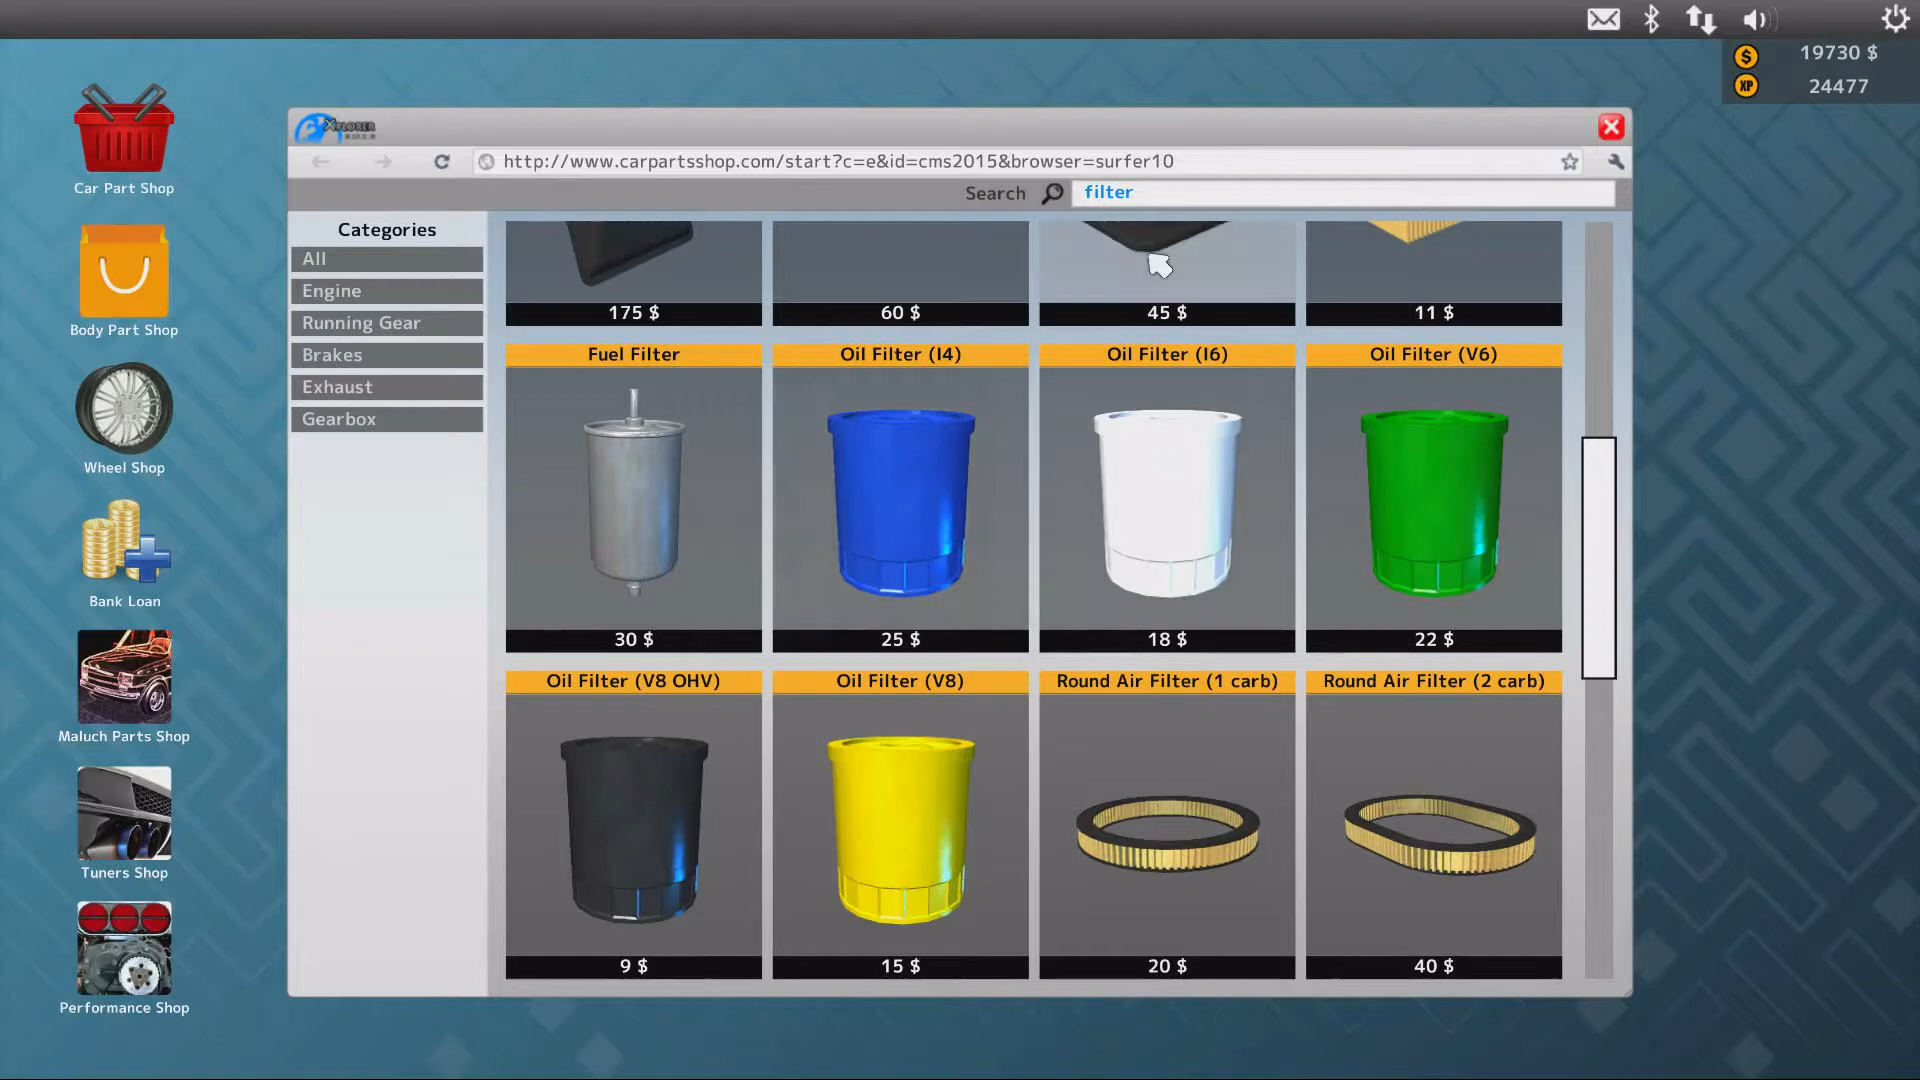 19730 $
XP
24477
Car Part Shop
Body Part Shop
Wheel Shop
Bank Loan
Maluch Parts Shop
Tuners Shop
Performance Shop
XPLORER
http://www.carpartsshop.com/start?c=e&id=cms2015&browser=surfer10
Search
filter
Categories
All
Engine
Running Gear
Brakes
Exhaust
Gearbox
175 $
60 $
45 $
11 $
Fuel Filter
Oil Filter (I4)
Oil Filter (I6)
Oil Filter (V6)
30 $
25 $
18 $
22 $
Oil Filter (V8 OHV)
Oil Filter (V8)
Round Air Filter (1 carb)
Round Air Filter (2 carb)
9 $
15 $
20 $
40 $